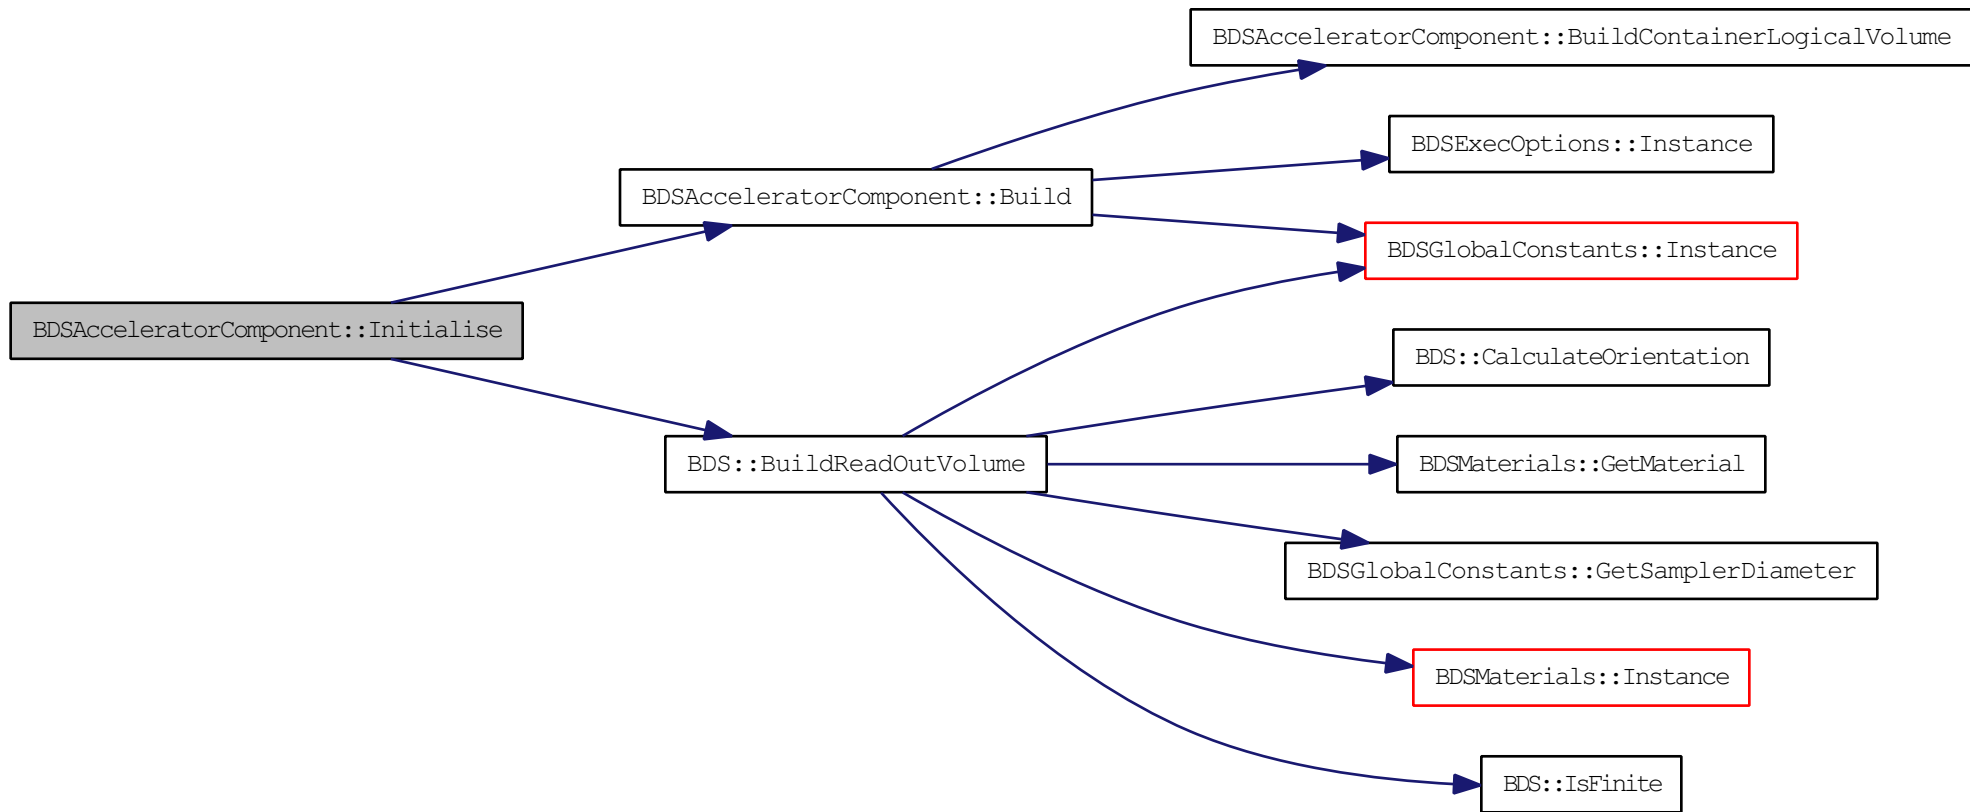 BDSAcceleratorComponent::BuildContainerLogicalVolume
BDSExecOptions::Instance
BDSAcceleratorComponent::Build
BDSGlobalConstants::Instance
BDSAcceleratorComponent::Initialise
BDS::CalculateOrientation
BDS::BuildReadOutVolume
BDSMaterials::GetMaterial
BDSGlobalConstants::GetSamplerDiameter
BDSMaterials::Instance
BDS::IsFinite